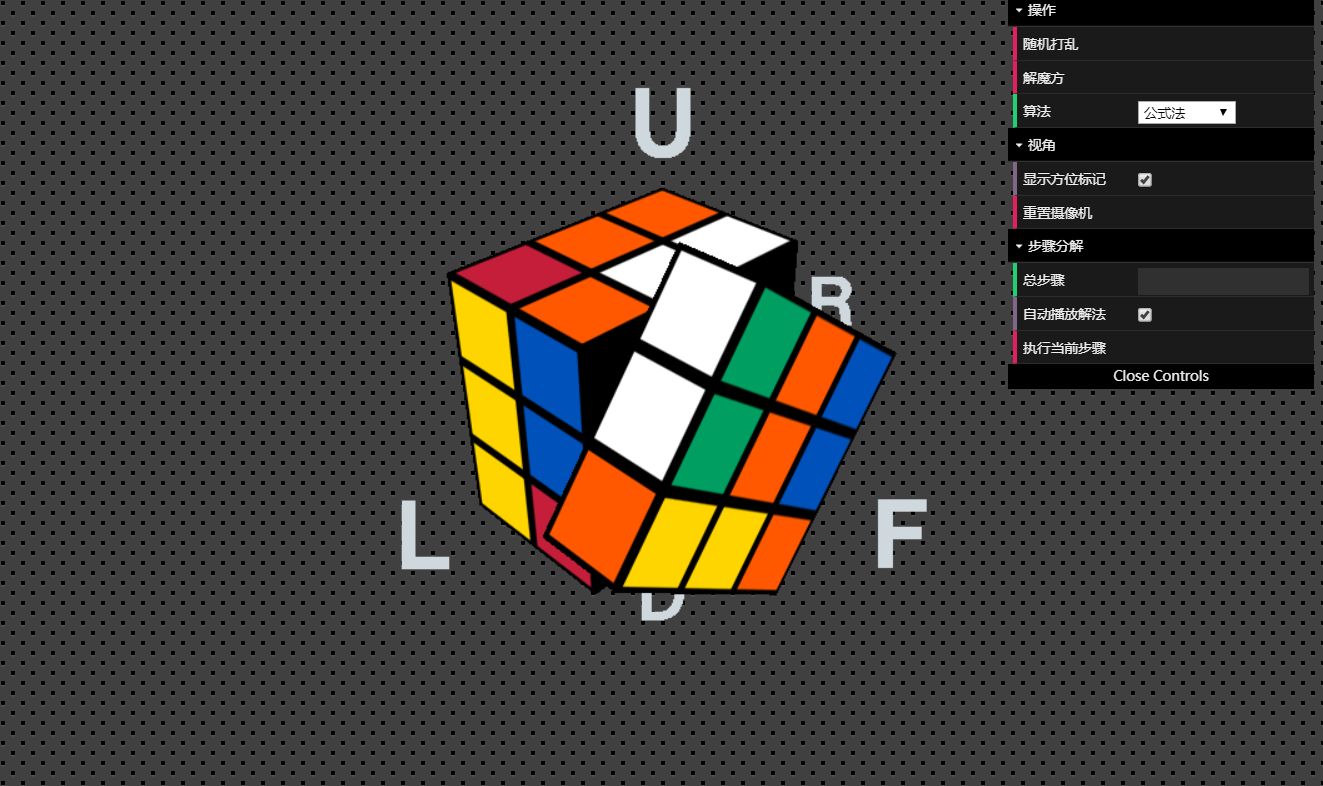 操作
随机打乱
解魔方
算法 公式法
视角
显示方位标记
重置摄像机
步骤分解
总步骤
自动播放解法
执行当前步骤
Close Controls
U
B
L
F
D